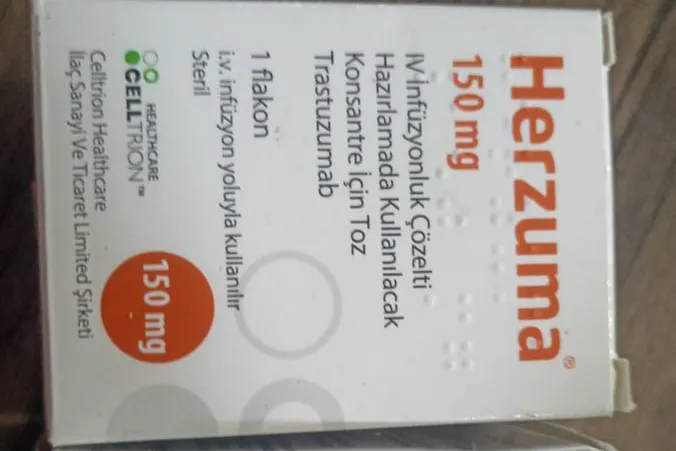 Herzuma®
150 mg
IV İnfüzyonluk Çözelti
Hazırlamada Kullanılacak
Konsantre İçin Toz
Trastuzumab
1 flakon
i.v. infüzyon yoluyla kullanılır
Steril
HEALTHCARE
CELLTRION™
Celltrion Healthcare
İlaç Sanayi Ve Ticaret Limited Şirketi
150 mg